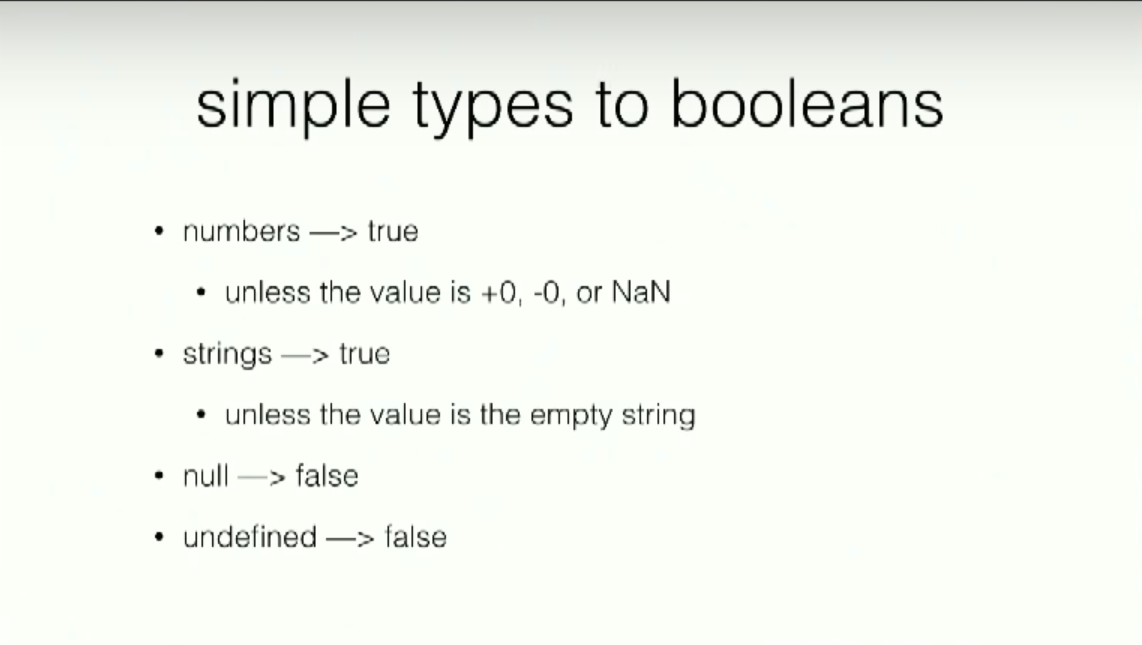 simple types to booleans
• numbers —> true
• unless the value is +0, -0, or NaN
• strings —> true
• unless the value is the empty string
• null —> false
• undefined —> false